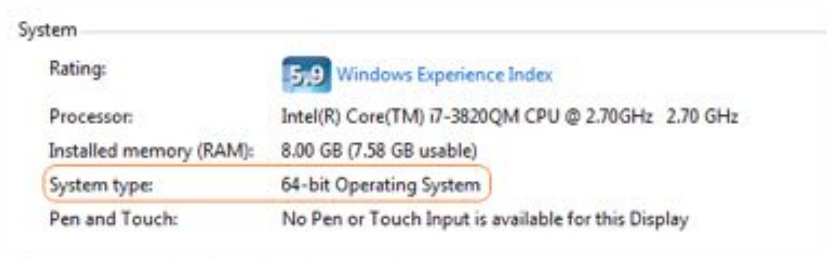 System
Rating: 5.9 Windows Experience Index
Processor: Intel(R) Core(TM) i7-3820QM CPU @ 2.70GHz 2.70 GHz
Installed memory (RAM): 8.00 GB (7.58 GB usable)
System type: 64-bit Operating System
Pen and Touch: No Pen or Touch Input is available for this Display